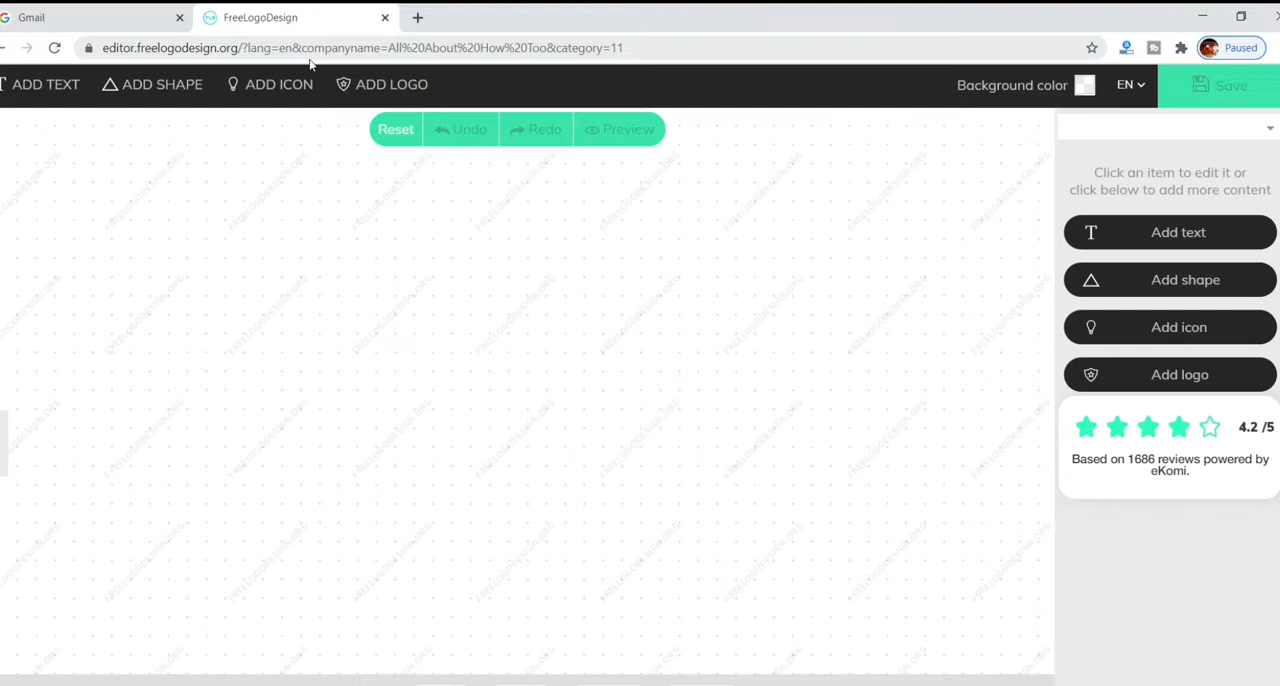 Gmail
FreeLogoDesign
editor.freelogodesign.org/?lang=en&companyname=All%20About%20How%20Too&category=11
Paused
ADD TEXT
ADD SHAPE
ADD ICON
ADD LOGO
Background color
EN
Save
Reset
Undo
Redo
Preview
Click an item to edit it or
click below to add more content
Add text
Add shape
Add icon
Add logo
4.2 /5
Based on 1686 reviews powered by
eKomi.
FREELOGODESIGN.ORG